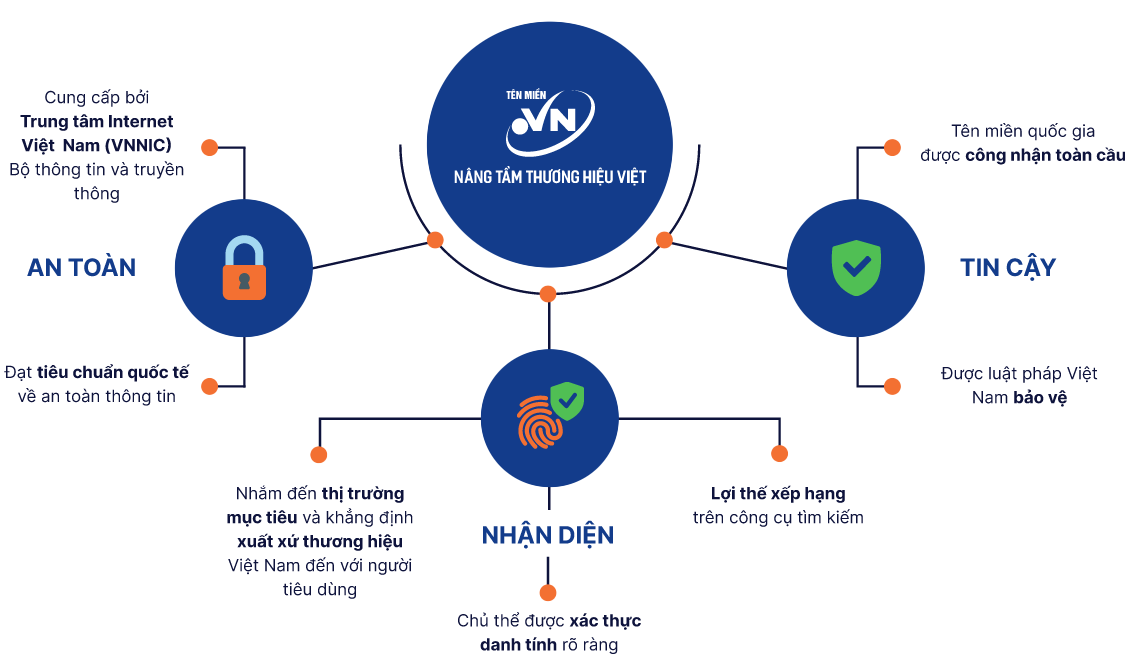 TÊN MIỀN
.VN
NÂNG TẦM THƯƠNG HIỆU VIỆT
Cung cấp bởi
Trung tâm Internet
Việt Nam (VNNIC)
Bộ thông tin và truyền
thông
AN TOÀN
Đạt tiêu chuẩn quốc tế
về an toàn thông tin
Tên miền quốc gia
được công nhận toàn cầu
TIN CẬY
Được luật pháp Việt
Nam bảo vệ
Nhắm đến thị trường
mục tiêu và khẳng định
xuất xứ thương hiệu
Việt Nam đến với người
tiêu dùng
NHẬN DIỆN
Chủ thể được xác thực
danh tính rõ ràng
Lợi thế xếp hạng
trên công cụ tìm kiếm